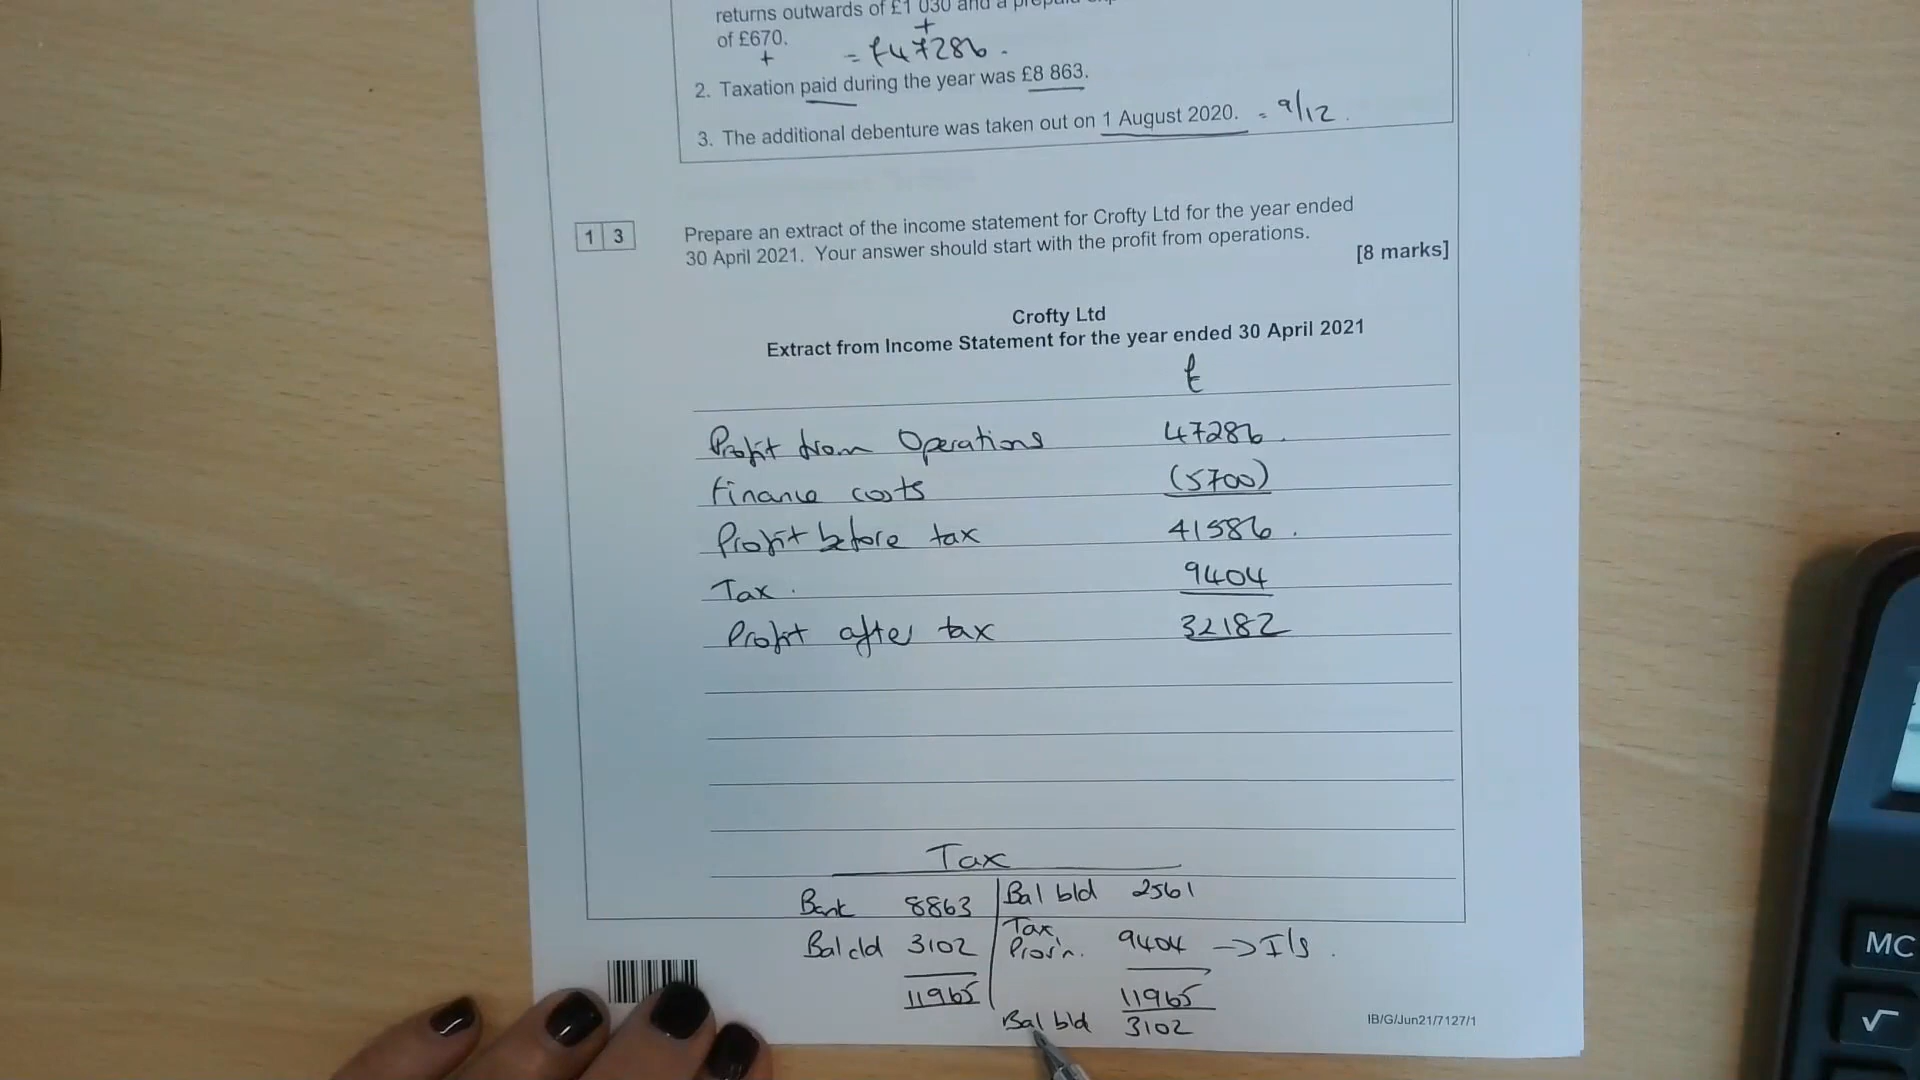 returns outwards of £1 030 and a prepaid
of £670.
+
+
= £47286.
2. Taxation paid during the year was £8 863.
3. The additional debenture was taken out on 1 August 2020. = 9/12.
1 3
Prepare an extract of the income statement for Crofty Ltd for the year ended
30 April 2021. Your answer should start with the profit from operations.
[8 marks]
Crofty Ltd
Extract from Income Statement for the year ended 30 April 2021
£
Profit from Operations 47286.
Finance costs (5700)
Profit before tax 41586.
Tax. 9404
Profit after tax 32182
Tax
Bank 8863 Bal b/d 2561
Bal c/d 3102 Tax Prov'n. 9404 -> I/S.
11965 11965
Bal b/d 3102
IB/G/Jun21/7127/1
MC
√